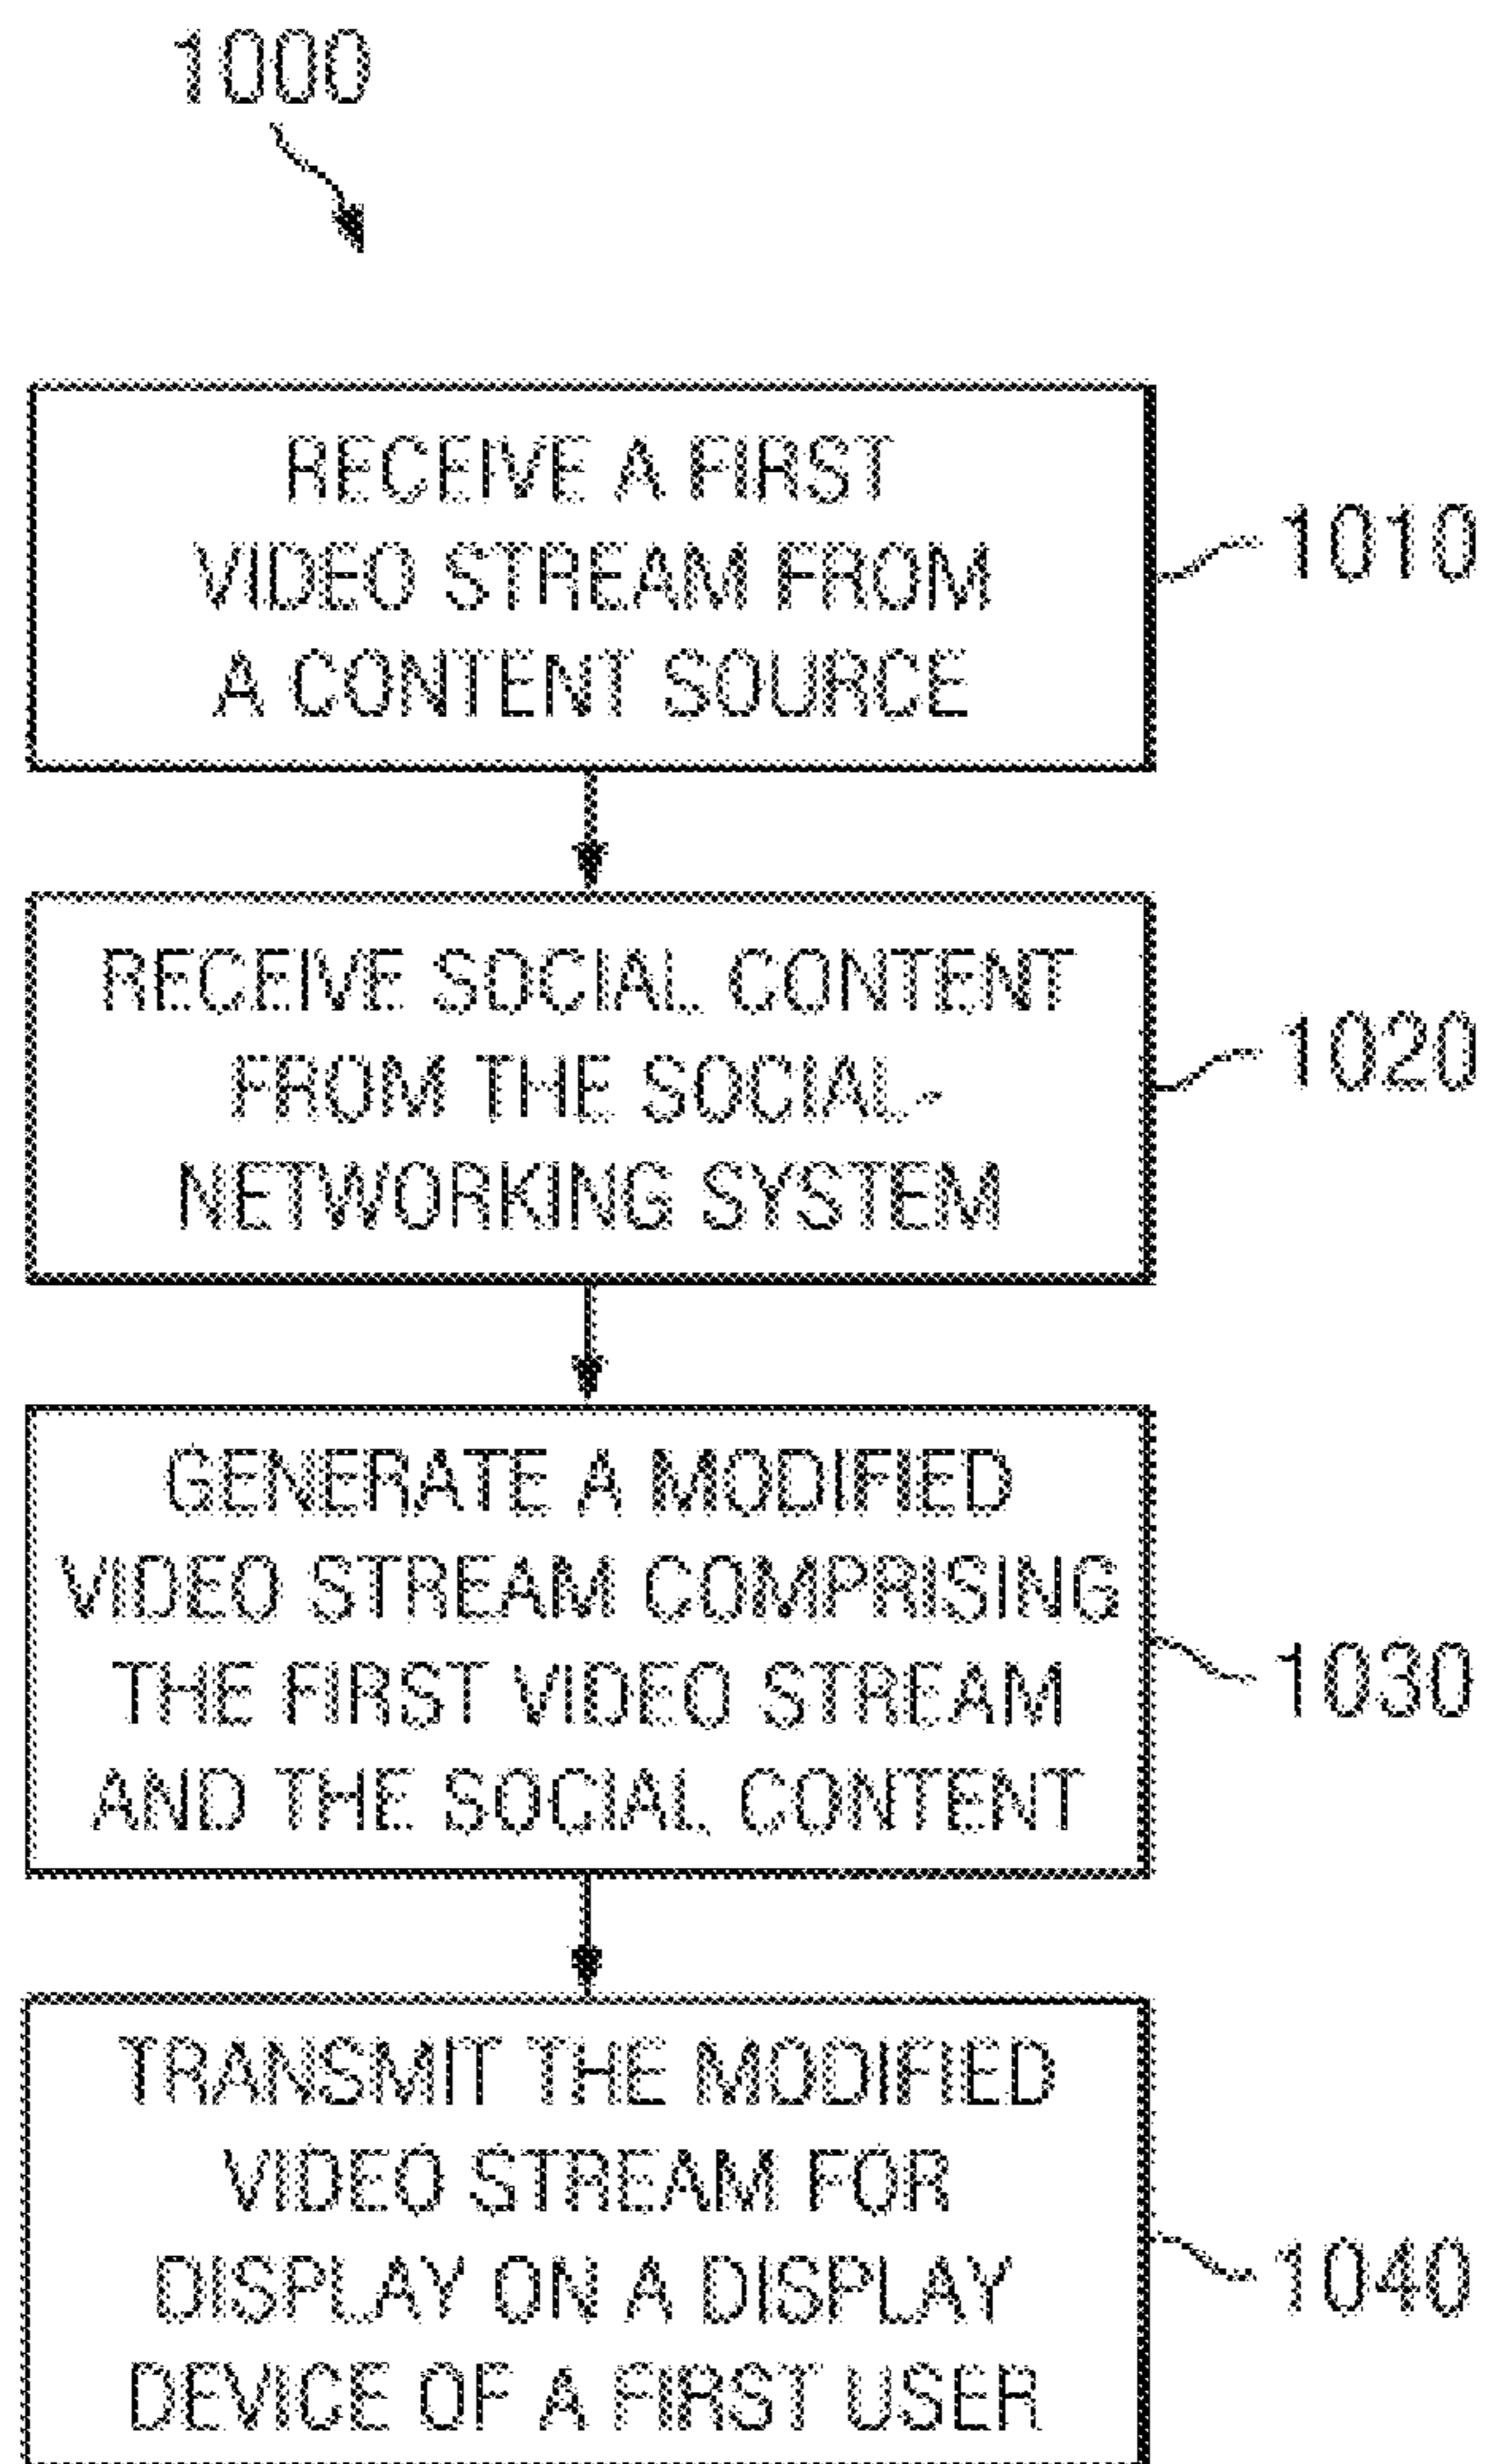 1000
RECEIVE A FIRST
VIDEO STREAM FROM
A CONTENT SOURCE
1010
RECEIVE SOCIAL CONTENT
FROM THE SOCIAL-
NETWORKING SYSTEM
1020
GENERATE A MODIFIED
VIDEO STREAM COMPRISING
THE FIRST VIDEO STREAM
AND THE SOCIAL CONTENT
1030
TRANSMIT THE MODIFIED
VIDEO STREAM FOR
DISPLAY ON A DISPLAY
DEVICE OF A FIRST USER
1040